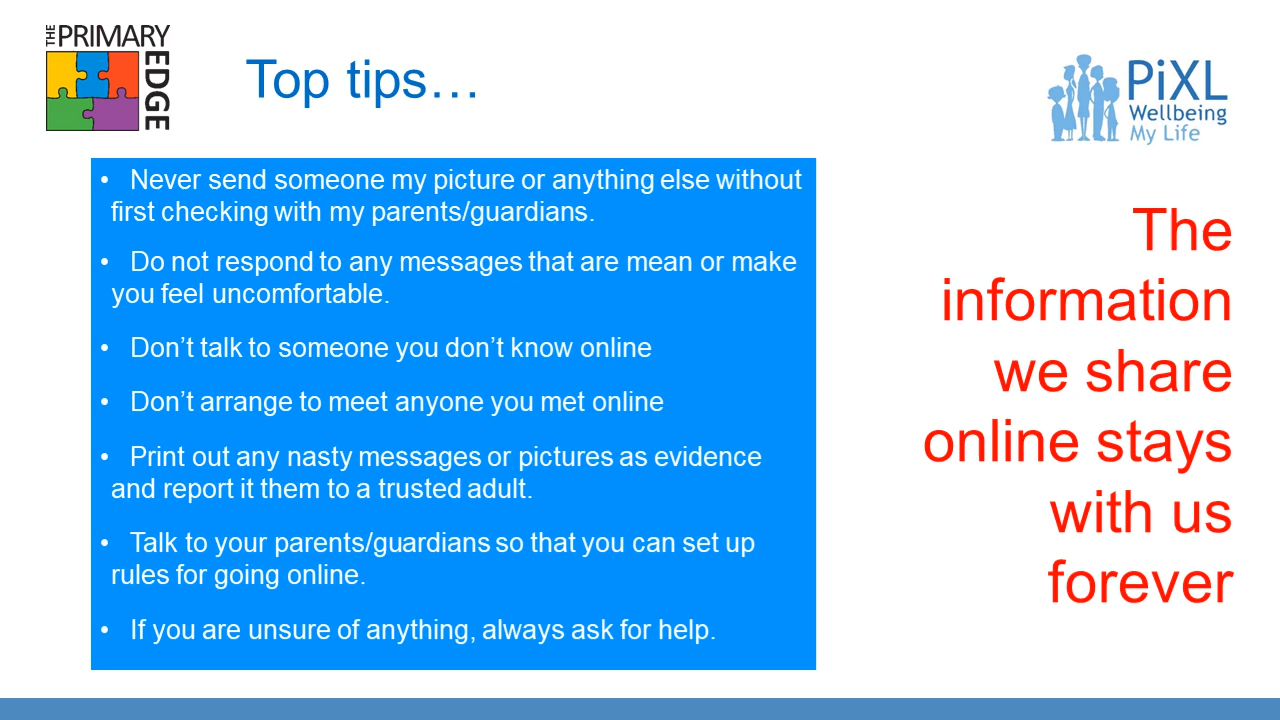 THE PRIMARY
EDGE
Top tips…
PiXL
Wellbeing
My Life
• Never send someone my picture or anything else without
first checking with my parents/guardians.
• Do not respond to any messages that are mean or make
you feel uncomfortable.
• Don’t talk to someone you don’t know online
• Don’t arrange to meet anyone you met online
• Print out any nasty messages or pictures as evidence
and report it them to a trusted adult.
• Talk to your parents/guardians so that you can set up
rules for going online.
• If you are unsure of anything, always ask for help.
The
information
we share
online stays
with us
forever